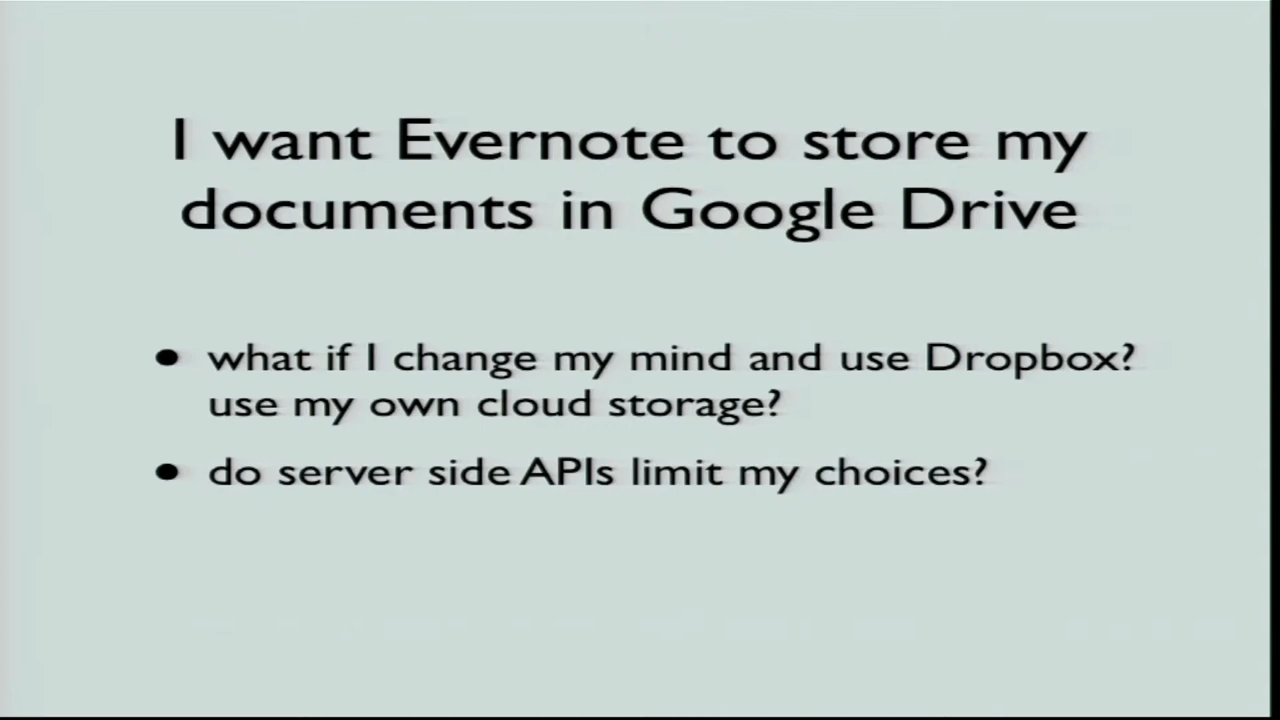 I want Evernote to store my
documents in Google Drive
• what if I change my mind and use Dropbox?
use my own cloud storage?
• do server side APIs limit my choices?